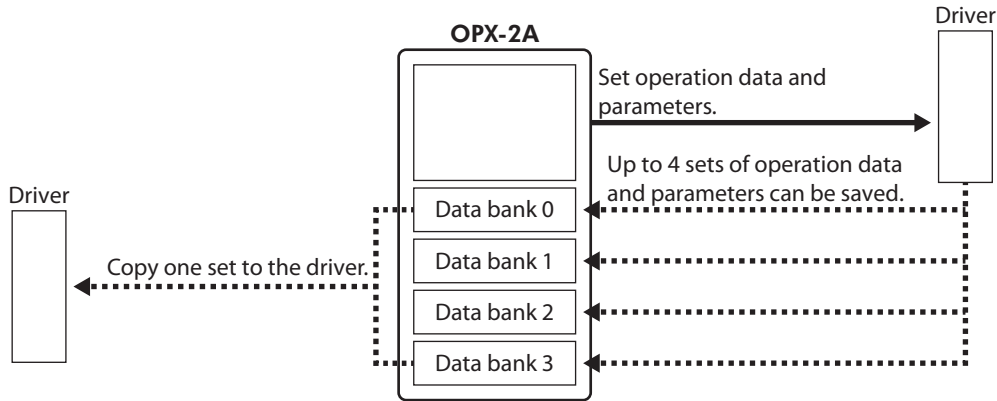 Driver
OPX-2A
Set operation data and
parameters.
Up to 4 sets of operation data
and parameters can be saved.
Driver
Data bank 0
Data bank 1
Copy one set to the driver.
Data bank 2
Data bank 3